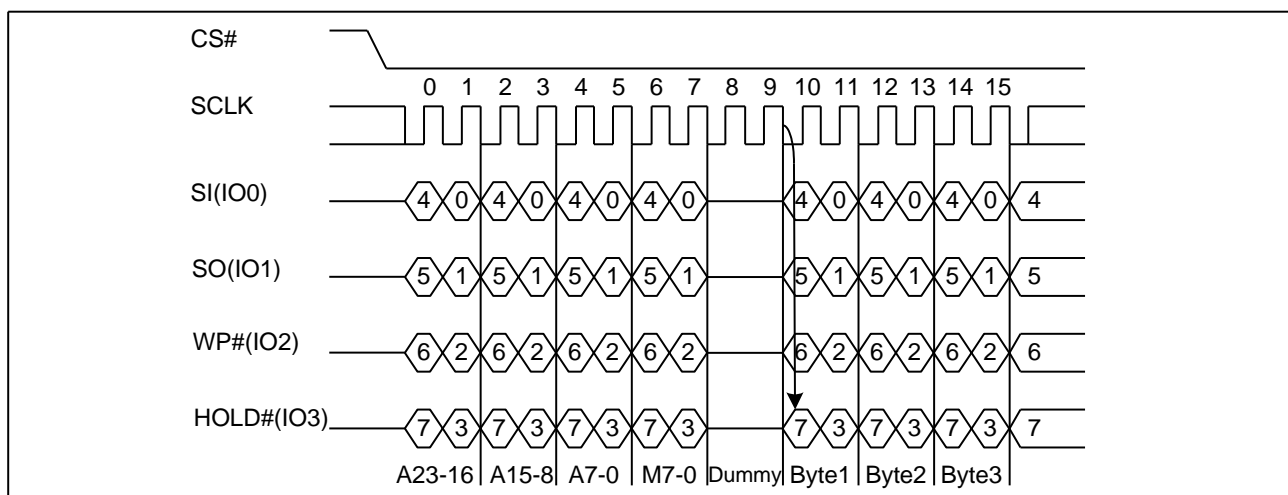 CS#
0 1 2 3 4 5 6 7 8 9 10 11 12 13 14 15
SCLK
SI(IO0) 4 0 4 0 4 0 4 0 4 0 4 0 4 0 4
SO(IO1) 5 1 5 1 5 1 5 1 5 1 5 1 5 1 5
WP#(IO2) 6 2 6 2 6 2 6 2 6 2 6 2 6 2 6
HOLD#(IO3) 7 3 7 3 7 3 7 3 7 3 7 3 7 3 7
A23-16 A15-8 A7-0 M7-0 Dummy Byte1 Byte2 Byte3